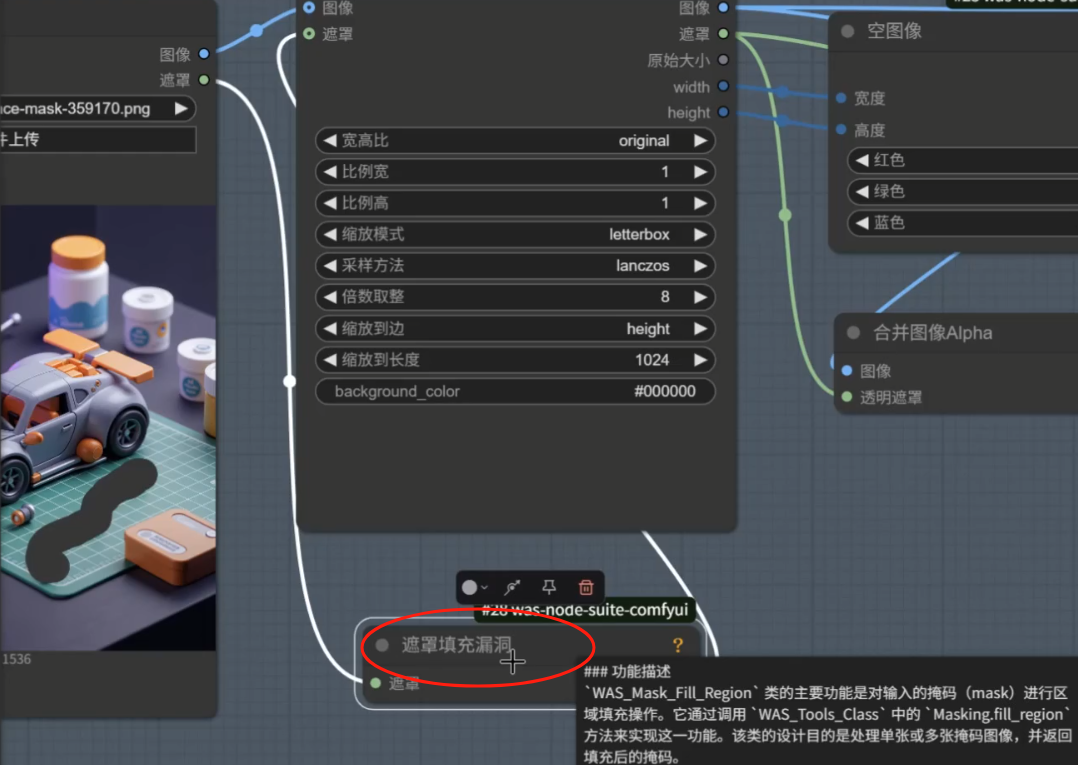 图像
遮罩
ce-mask-359170.png
件上传
1536
图像
遮罩
图像
遮罩
原始大小
width
height
宽高比 original
比例宽 1
比例高 1
缩放模式 letterbox
采样方法 lanczos
倍数取整 8
缩放到边 height
缩放到长度 1024
background_color #000000
空图像
宽度
高度
红色
绿色
蓝色
合并图像Alpha
图像
透明遮罩
#28 was-node-suite-comfyui
遮罩填充漏洞 ?
遮罩
### 功能描述
`WAS_Mask_Fill_Region` 类的主要功能是对输入的掩码（mask）进行区
域填充操作。它通过调用 `WAS_Tools_Class` 中的 `Masking.fill_region`
方法来实现这一功能。该类的设计目的是处理单张或多张掩码图像，并返回
填充后的掩码。